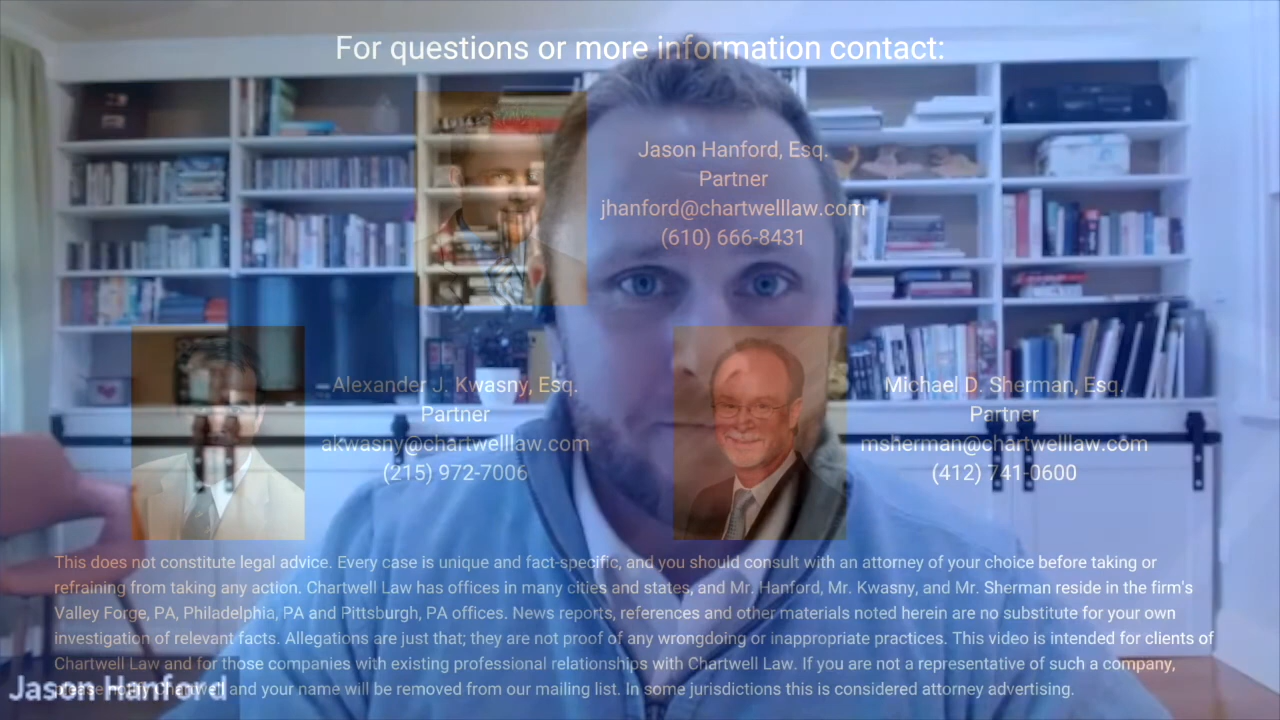 For questions or more information contact:
Jason Hanford, Esq.
Partner
jhanford@chartwelllaw.com
(610) 666-8431
Alexander J. Kwasny, Esq.
Partner
akwasny@chartwelllaw.com
(215) 972-7006
Michael D. Sherman, Esq.
Partner
msherman@chartwelllaw.com
(412) 741-0600
This does not constitute legal advice. Every case is unique and fact-specific, and you should consult with an attorney of your choice before taking or
refraining from taking any action. Chartwell Law has offices in many cities and states, and Mr. Hanford, Mr. Kwasny, and Mr. Sherman reside in the firm's
Valley Forge, PA, Philadelphia, PA and Pittsburgh, PA offices. News reports, references and other materials noted herein are no substitute for your own
investigation of relevant facts. Allegations are just that; they are not proof of any wrongdoing or inappropriate practices. This video is intended for clients of
Chartwell Law and for those companies with existing professional relationships with Chartwell Law. If you are not a representative of such a company,
please notify Chartwell and your name will be removed from our mailing list. In some jurisdictions this is considered attorney advertising.
Jason Hanford